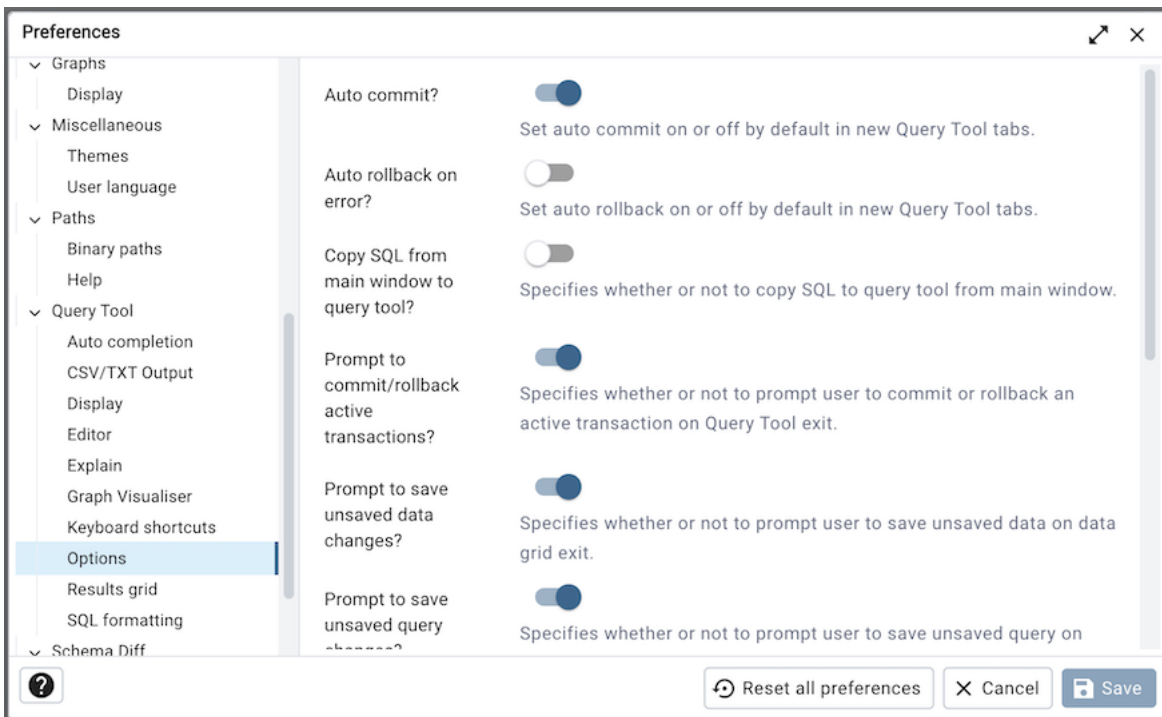 Preferences
Graphs
Display
Miscellaneous
Themes
User language
Paths
Binary paths
Help
Query Tool
Auto completion
CSV/TXT Output
Display
Editor
Explain
Graph Visualiser
Keyboard shortcuts
Options
Results grid
SQL formatting
Schema Diff
Auto commit?
Set auto commit on or off by default in new Query Tool tabs.
Auto rollback on
error?
Set auto rollback on or off by default in new Query Tool tabs.
Copy SQL from
main window to
query tool?
Specifies whether or not to copy SQL to query tool from main window.
Prompt to
commit/rollback
active
transactions?
Specifies whether or not to prompt user to commit or rollback an
active transaction on Query Tool exit.
Prompt to save
unsaved data
changes?
Specifies whether or not to prompt user to save unsaved data on data
grid exit.
Prompt to save
unsaved query
changes?
Specifies whether or not to prompt user to save unsaved query on
?
Reset all preferences
Cancel
Save